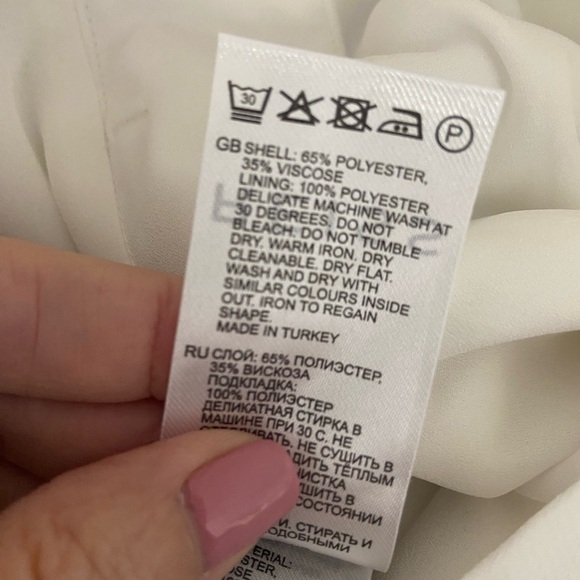 30
P
GB SHELL: 65% POLYESTER,
35% VISCOSE
LINING: 100% POLYESTER
DELICATE MACHINE WASH AT
30 DEGREES. DO NOT
BLEACH. DO NOT TUMBLE
DRY. WARM IRON. DRY
CLEANABLE. DRY FLAT.
WASH AND DRY WITH
SIMILAR COLOURS INSIDE
OUT. IRON TO REGAIN
SHAPE.
MADE IN TURKEY
RU СЛОЙ: 65% ПОЛИЭСТЕР,
35% ВИСКОЗА
ПОДКЛАДКА:
100% ПОЛИЭСТЕР
ДЕЛИКАТНАЯ СТИРКА В
МАШИНЕ ПРИ 30 С. НЕ
НЕ СУШИТЬ В
ТЁПЛЫМ
В
СОСТОЯНИИ
СТИРАТЬ И